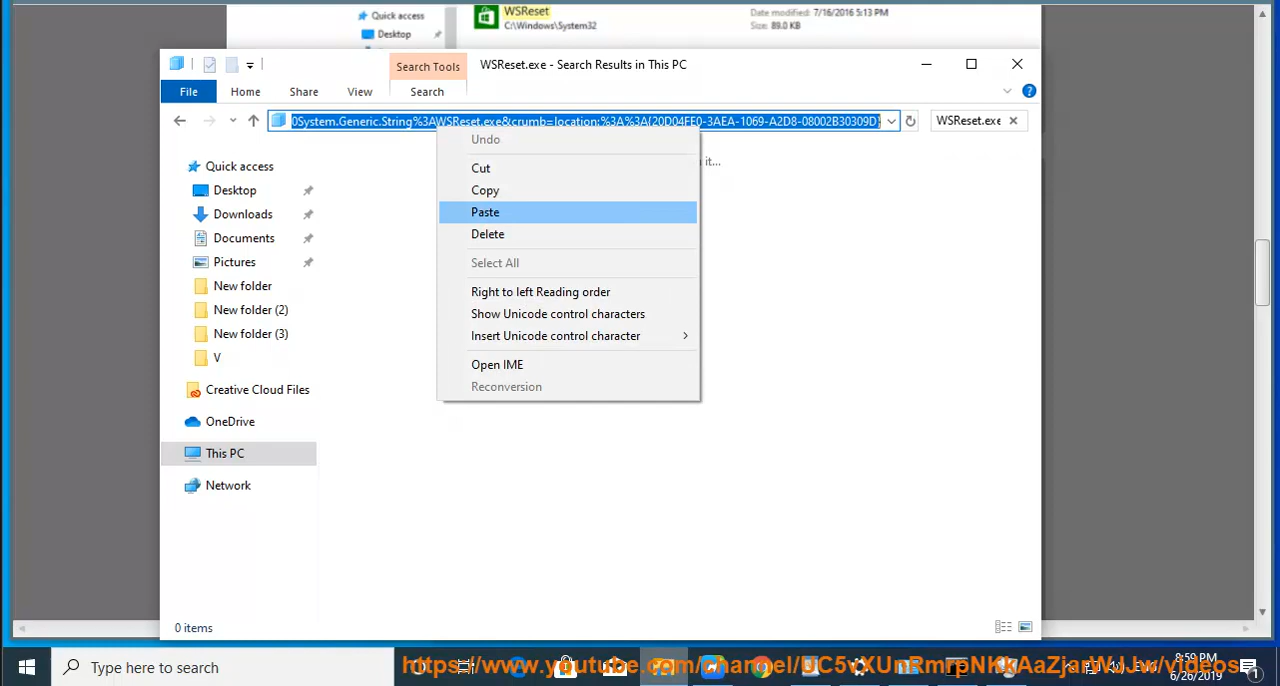 Quick access
WSReset
Date modified: 7/16/2016 5:13 PM
Desktop
C:\Windows\System32
Size: 89.0 KB
Search Tools
WSReset.exe - Search Results in This PC
File
Home
Share
View
Search
0System.Generic.String%3AWSReset.exe&crumb=location:%3A%3A{20D04FE0-3AEA-1069-A2D8-08002B30309D}
WSReset.exe
Undo
it...
Cut
Copy
Paste
Delete
Select All
Right to left Reading order
Show Unicode control characters
Insert Unicode control character
Open IME
Reconversion
Quick access
Desktop
Downloads
Documents
Pictures
New folder
New folder (2)
New folder (3)
V
Creative Cloud Files
OneDrive
This PC
Network
0 items
Type here to search
8:59 PM
6/26/2019
1